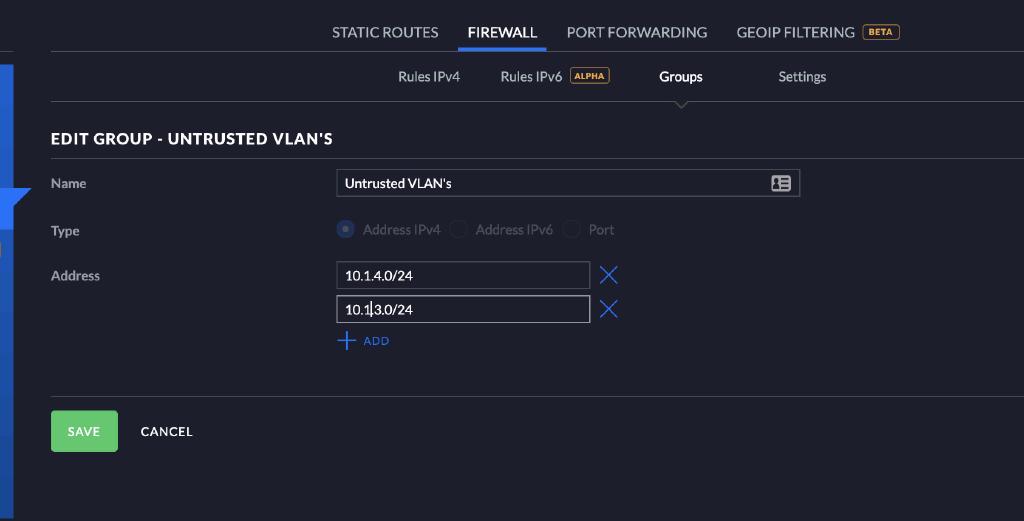 STATIC ROUTES FIREWALL PORT FORWARDING GEOIP FILTERING BETA
Rules IPv4 Rules IPv6 ALPHA Groups Settings
EDIT GROUP - UNTRUSTED VLAN'S
Name Untrusted VLAN's
Type Address IPv4 Address IPv6 Port
Address 10.1.4.0/24
10.1.3.0/24
ADD
SAVE CANCEL